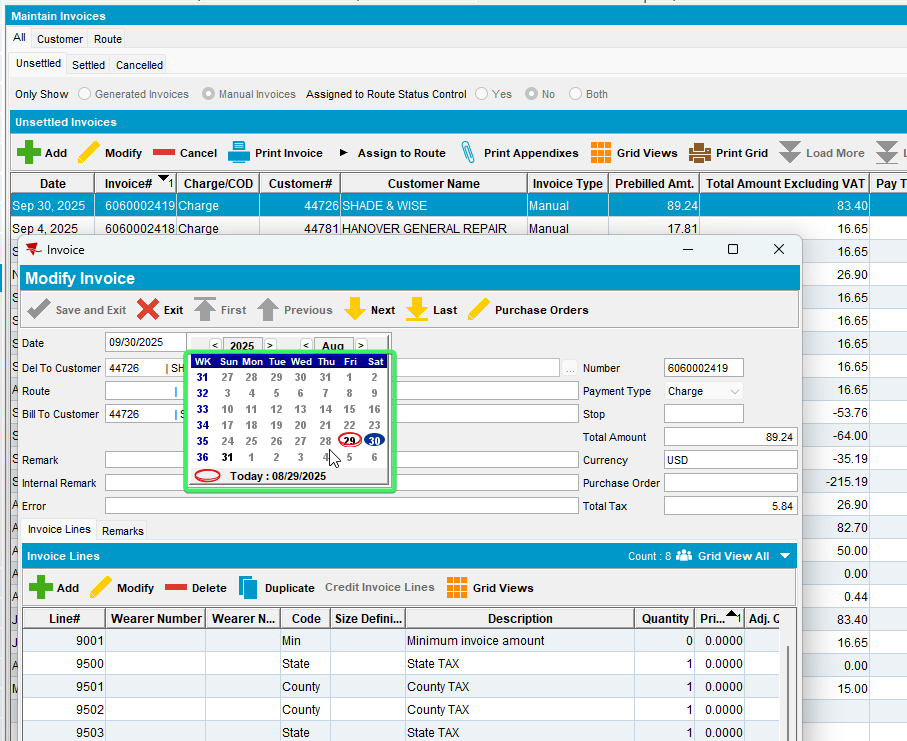 Maintain Invoices
All Customer Route
Unsettled Settled Cancelled
Only Show Generated Invoices Manual Invoices Assigned to Route Status Control Yes No Both
Unsettled Invoices
Add Modify Cancel Print Invoice Assign to Route Print Appendixes Grid Views Print Grid Load More
Date Invoice# 1 Charge/COD Customer# Customer Name Invoice Type Prebilled Amt. Total Amount Excluding VAT Pay T
Sep 30, 2025 6060002419 Charge 44726 SHADE & WISE Manual 89.24 83.40
Sep 4, 2025 6060002418 Charge 44781 HANOVER GENERAL REPAIR Manual 17.81 16.65
16.65
26.90
16.65
16.65
16.65
16.65
16.65
-53.76
-64.00
-35.19
-215.19
26.90
82.70
50.00
0.00
0.44
83.40
16.65
0.00
15.00
Invoice
Modify Invoice
Save and Exit Exit First Previous Next Last Purchase Orders
Date 09/30/2025
Del To Customer 44726 SH ... Number 6060002419
Route Payment Type Charge
Bill To Customer 44726 S Stop
Total Amount 89.24
Remark Currency USD
Internal Remark Purchase Order
Error Total Tax 5.84
< 2025 > < Aug >
WK Sun Mon Tue Wed Thu Fri Sat
31 27 28 29 30 31 1 2
32 3 4 5 6 7 8 9
33 10 11 12 13 14 15 16
34 17 18 19 20 21 22 23
35 24 25 26 27 28 29 30
36 31 1 2 3 4 5 6
Today : 08/29/2025
Invoice Lines Remarks
Invoice Lines Count : 8 Grid View All
Add Modify Delete Duplicate Credit Invoice Lines Grid Views
Line# Wearer Number Wearer N... Code Size Defini... Description Quantity Pri... 1 Adj. Q
9001 Min Minimum invoice amount 0 0.0000
9500 State State TAX 1 0.0000
9501 County County TAX 1 0.0000
9502 County County TAX 1 0.0000
9503 State State TAX 1 0.0000